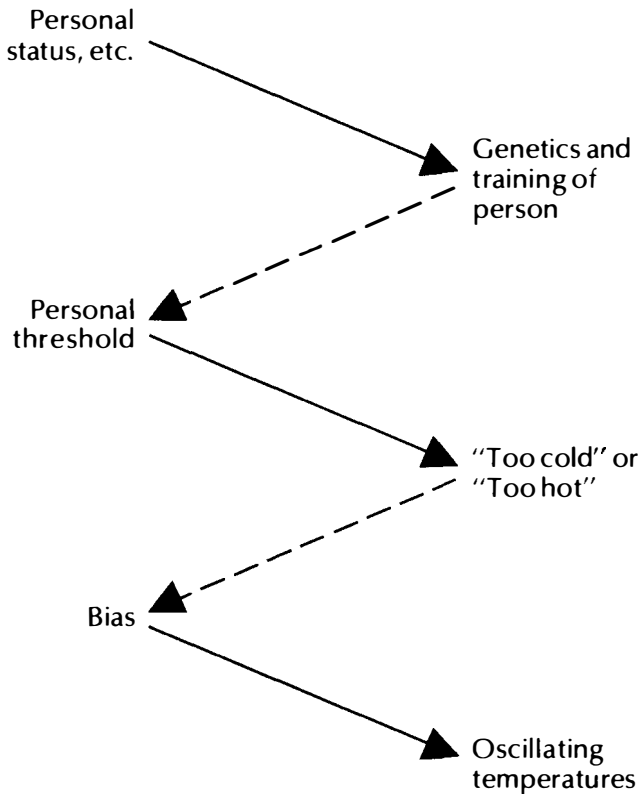 Personal
status, etc.
Genetics and
training of
person
Personal
threshold
“Too cold” or
“Too hot”
Bias
Oscillating
temperatures